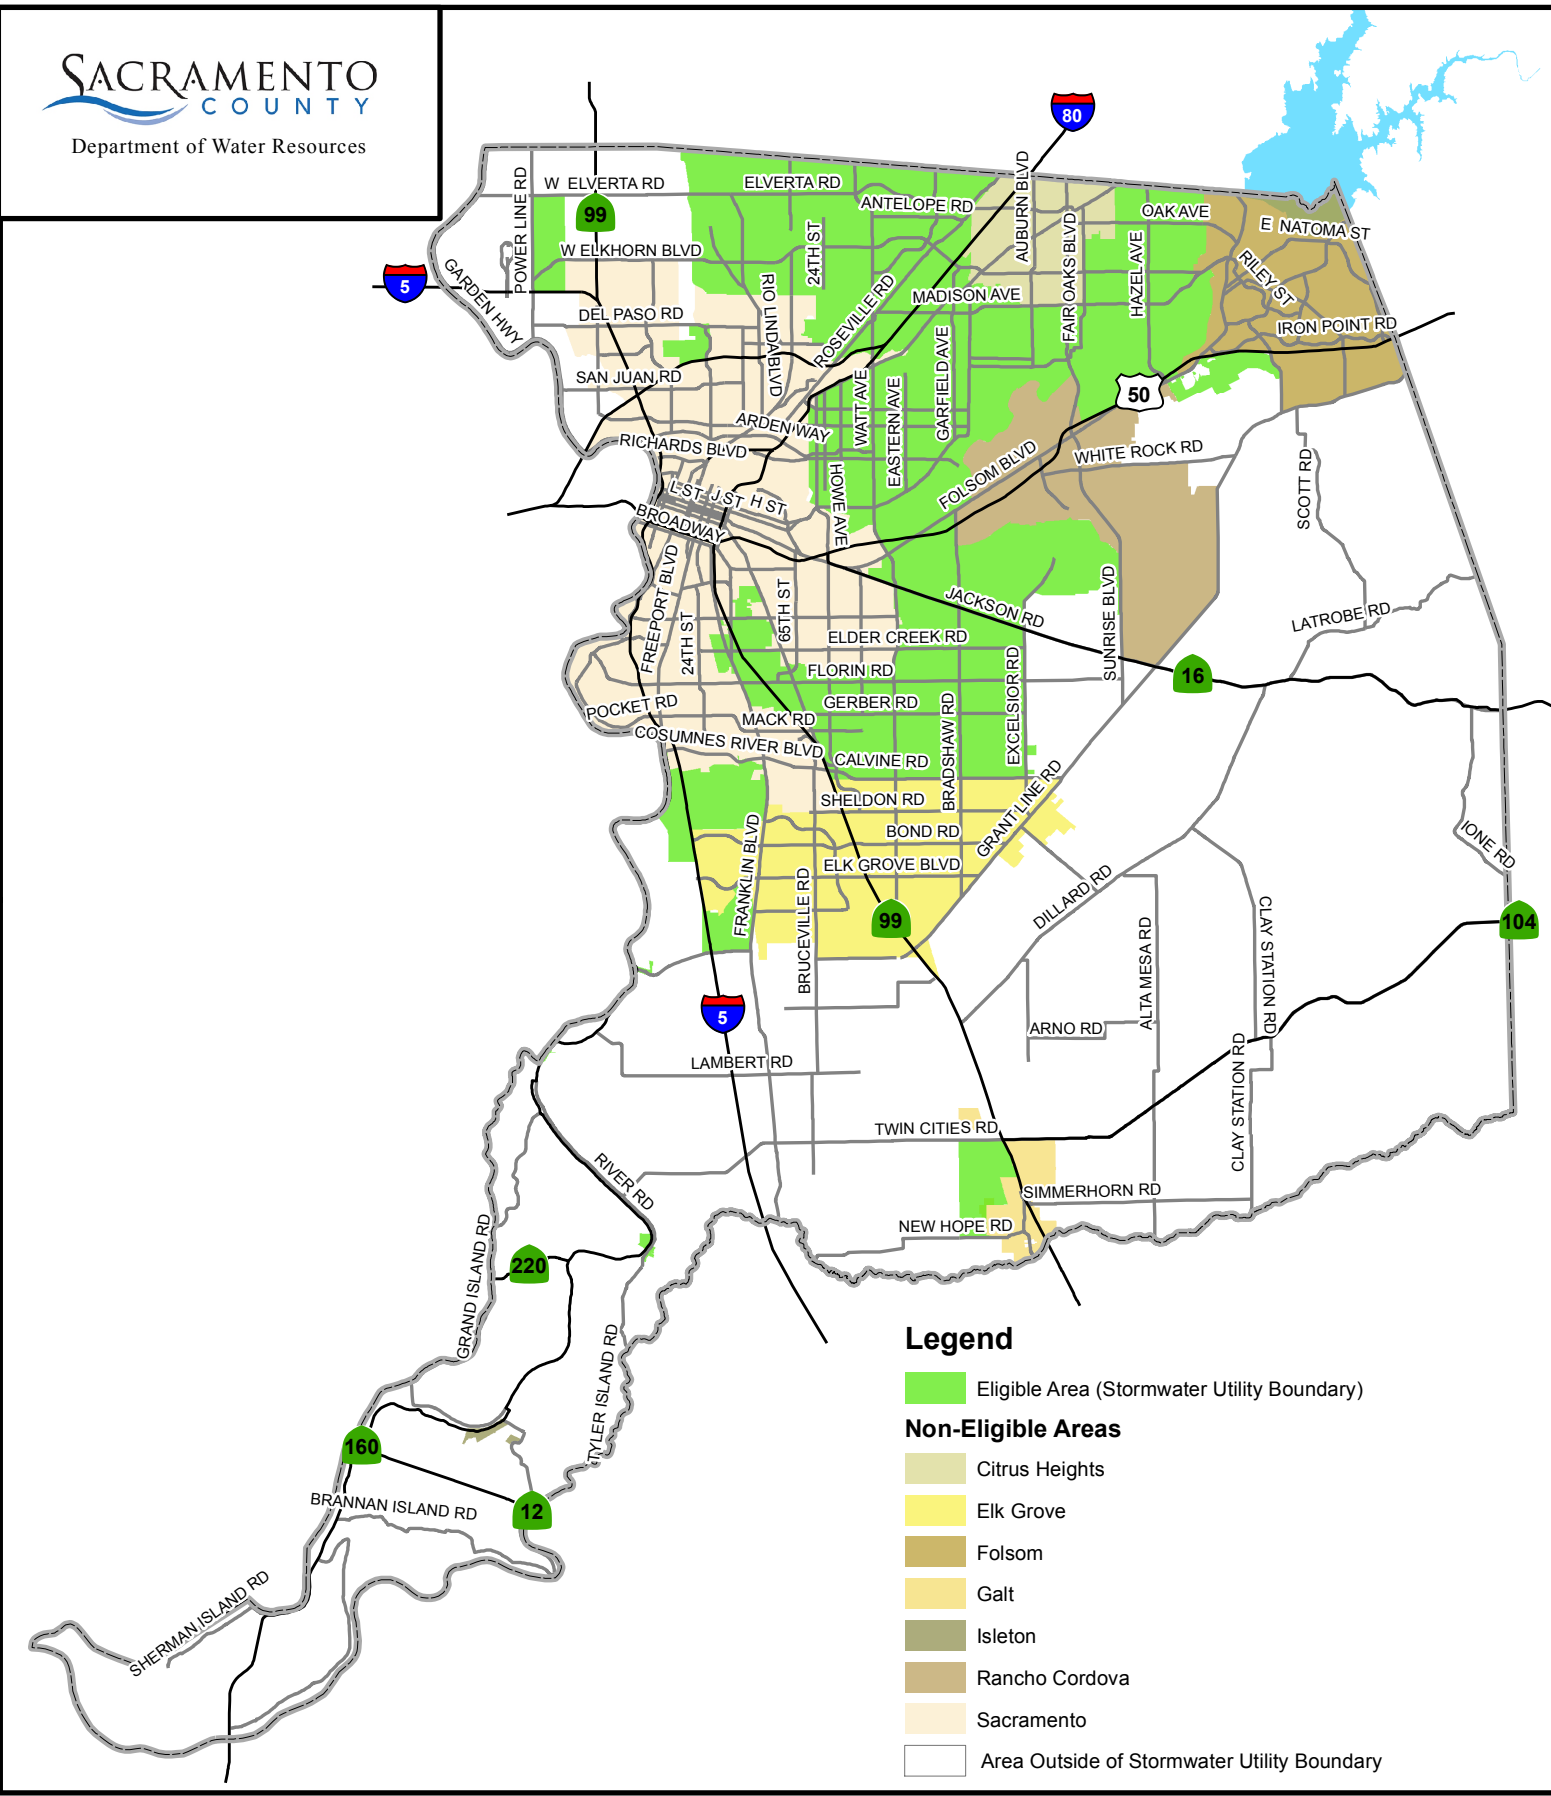 SACRAMENTO
COUNTY
Department of Water Resources
80
W ELVERTA RD
ELVERTA RD
POWER LINE RD
99
ANTELOPE RD
AUBURN BLVD
OAK AVE
E NATOMA ST
24TH ST
FAIR OAKS BLVD
HAZEL AVE
W ELKHORN BLVD
5
GARDEN HWY
RIO LINDA BLVD
ROSEVILLE RD
MADISON AVE
RILEY ST
DEL PASO RD
IRON POINT RD
GARFIELD AVE
SAN JUAN RD
WATT AVE
EASTERN AVE
50
ARDEN WAY
RICHARDS BLVD
WHITE ROCK RD
FOLSOM BLVD
SCOTT RD
L ST
J ST
H ST
HOWE AVE
BROADWAY
FREEPORT BLVD
65TH ST
JACKSON RD
SUNRISE BLVD
LATROBE RD
24TH ST
ELDER CREEK RD
EXCELSIOR RD
FLORIN RD
16
POCKET RD
GERBER RD
BRADSHAW RD
MACK RD
COSUMNES RIVER BLVD
CALVINE RD
SHELDON RD
GRANT LINE RD
BOND RD
FRANKLIN BLVD
IONE RD
ELK GROVE BLVD
BRUCEVILLE RD
DILLARD RD
99
104
CLAY STATION RD
ALTA MESA RD
5
ARNO RD
LAMBERT RD
CLAY STATION RD
TWIN CITIES RD
RIVER RD
SIMMERHORN RD
NEW HOPE RD
220
GRAND ISLAND RD
TYLER ISLAND RD
160
12
BRANNAN ISLAND RD
SHERMAN ISLAND RD
Legend
Eligible Area (Stormwater Utility Boundary)
Non-Eligible Areas
Citrus Heights
Elk Grove
Folsom
Galt
Isleton
Rancho Cordova
Sacramento
Area Outside of Stormwater Utility Boundary